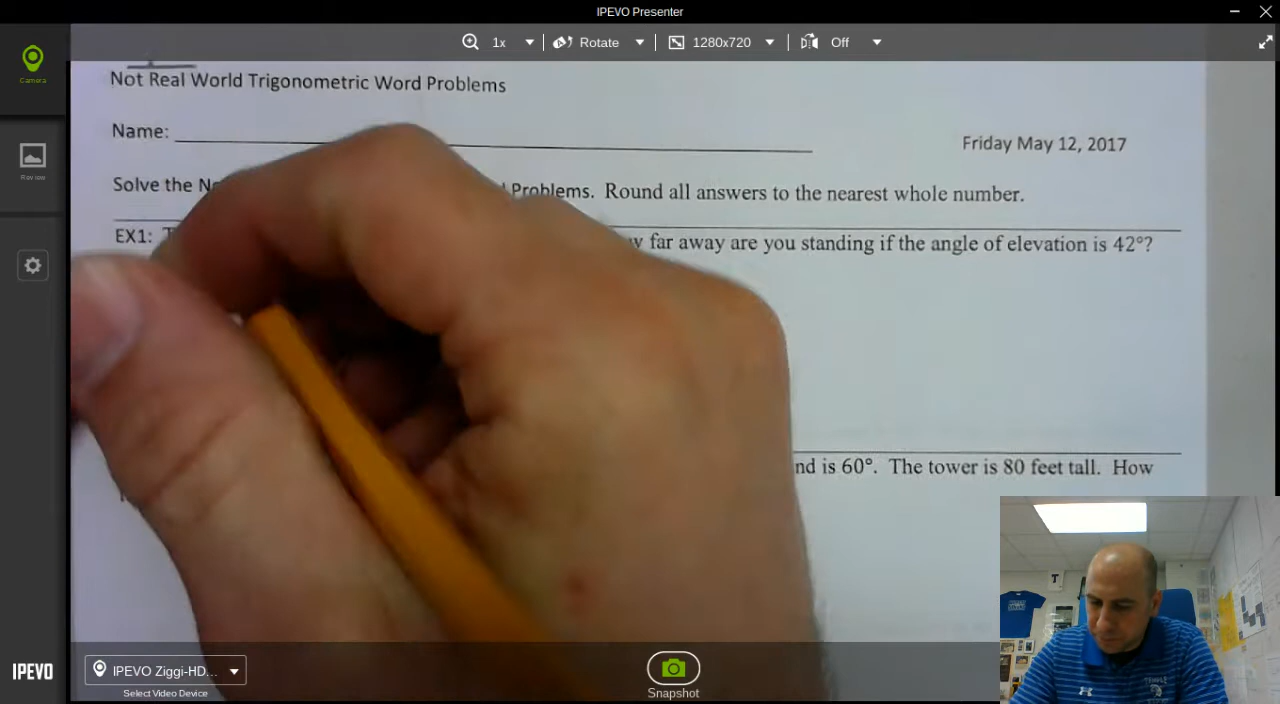 IPEVO Presenter
1x Rotate 1280x720 Off
Camera
Not Real World Trigonometric Word Problems
Name:
Friday May 12, 2017
Review
Solve the Problems. Round all answers to the nearest whole number.
EX1: far away are you standing if the angle of elevation is 42°?
is 60°. The tower is 80 feet tall. How
IPEVO
IPEVO Ziggi-HD...
Select Video Device
Snapshot
T